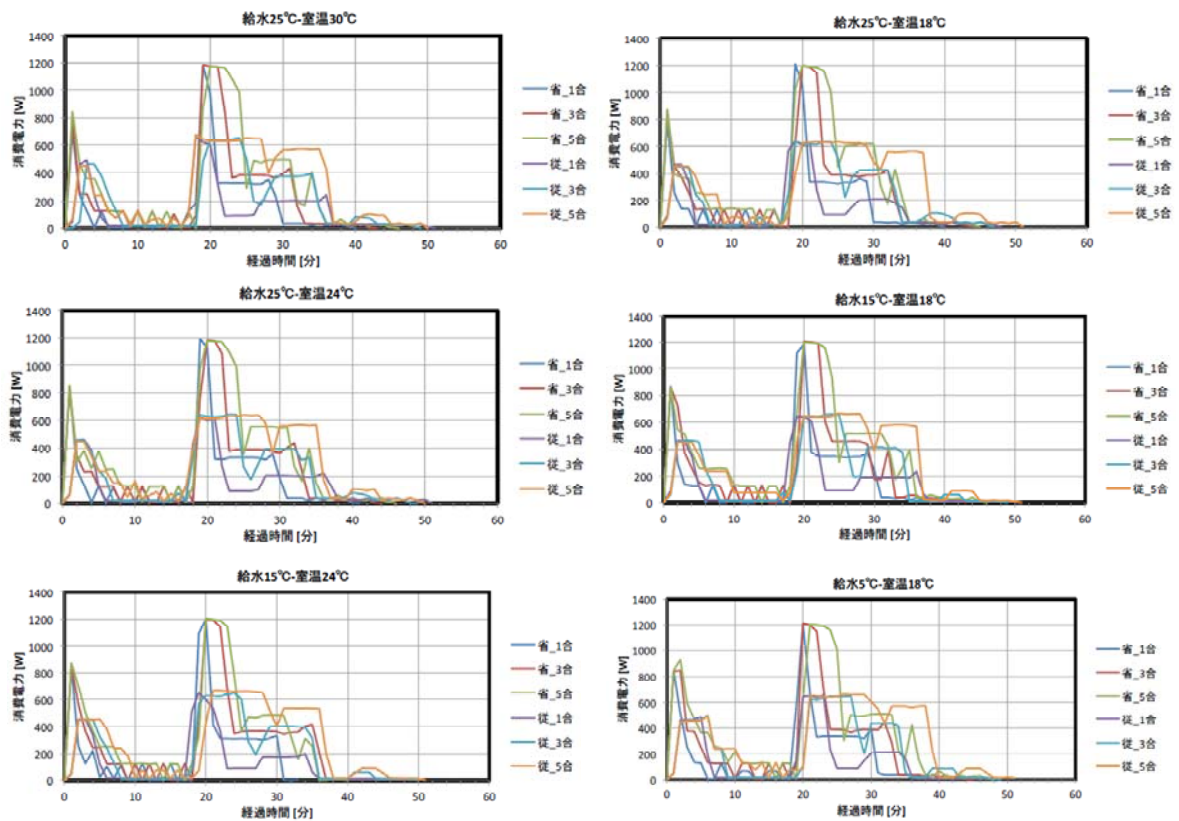 給水25℃-室温30℃
1400
1200
1000
800
600
400
200
0
消費電力 [W]
0 10 20 30 40 50 60
経過時間 [分]
省_1合
省_3合
省_5合
従_1合
従_3合
従_5合
給水25℃-室温18℃
1400
1200
1000
800
600
400
200
0
消費電力 [W]
0 10 20 30 40 50 60
経過時間 [分]
省_1合
省_3合
省_5合
従_1合
従_3合
従_5合
給水25℃-室温24℃
1400
1200
1000
800
600
400
200
0
消費電力 [W]
0 10 20 30 40 50 60
経過時間 [分]
省_1合
省_3合
省_5合
従_1合
従_3合
従_5合
給水15℃-室温18℃
1400
1200
1000
800
600
400
200
0
消費電力 [W]
0 10 20 30 40 50 60
経過時間 [分]
省_1合
省_3合
省_5合
従_1合
従_3合
従_5合
給水15℃-室温24℃
1400
1200
1000
800
600
400
200
0
消費電力 [W]
0 10 20 30 40 50 60
経過時間 [分]
省_1合
省_3合
省_5合
従_1合
従_3合
従_5合
給水5℃-室温18℃
1400
1200
1000
800
600
400
200
0
消費電力 [W]
0 10 20 30 40 50 60
経過時間 [分]
省_1合
省_3合
省_5合
従_1合
従_3合
従_5合